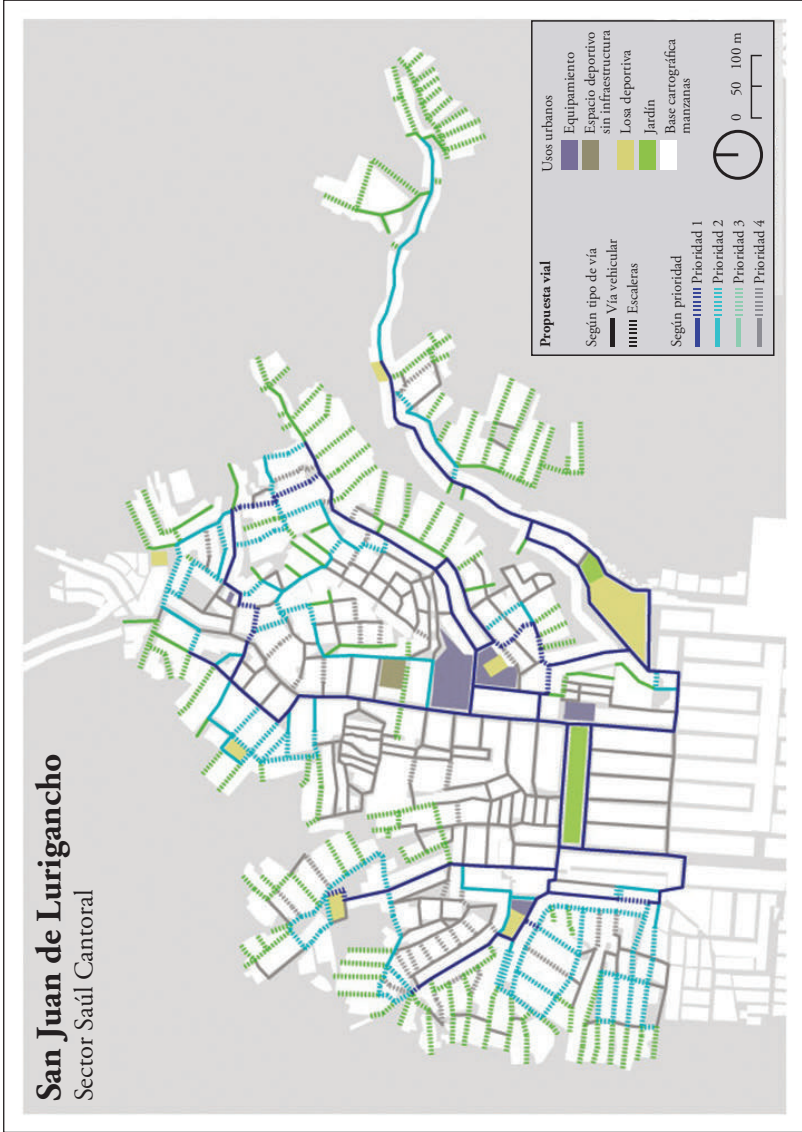 San Juan de Lurigancho
Sector Saúl Cantoral
Propuesta vial
Según tipo de vía
Vía vehicular
Escaleras
Según prioridad
Prioridad 1
Prioridad 2
Prioridad 3
Prioridad 4
Usos urbanos
Equipamiento
Espacio deportivo
sin infraestructura
Losa deportiva
Jardín
Base cartográfica
manzanas
0 50 100 m